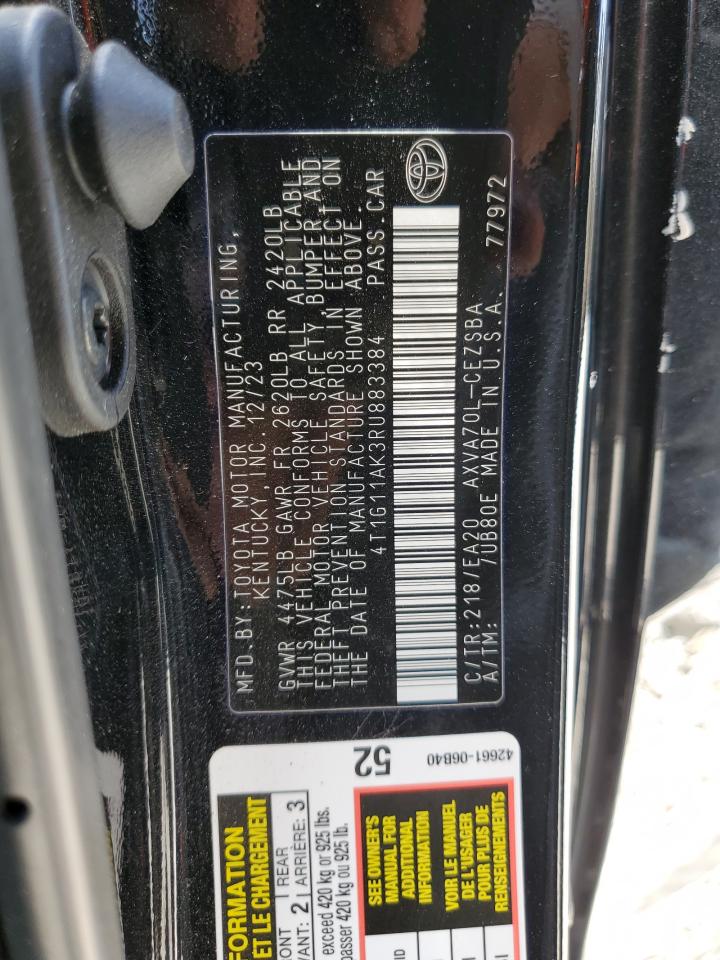 MFD.BY:TOYOTA MOTOR MANUFACTURING,
KENTUCKY INC. 12/23
GVWR 4475LB GAWR FR 2620LB RR 2420LB
THIS VEHICLE CONFORMS TO ALL APPLICABLE
FEDERAL MOTOR VEHICLE SAFETY, BUMPER AND
THEFT PREVENTION STANDARDS IN EFFECT ON
THE DATE OF MANUFACTURE SHOWN ABOVE.
4T1G11AK3RU883384 PASS.CAR
C/TR:218/EA20 AXVA70L-CEZSBA
A/TM: 7UB80E MADE IN U.S.A. 77972
52
42661-06B40
FORMATION
ET LE CHARGEMENT
RONT
REAR
VANT: 2
ARRIÈRE: 3
exceed 420 kg or 925 lbs.
passer 420 kg ou 925 lb.
SEE OWNER'S
MANUAL FOR
ADDITIONAL
INFORMATION
VOIR LE MANUEL
DE L'USAGER
POUR PLUS DE
RENSEIGNEMENTS